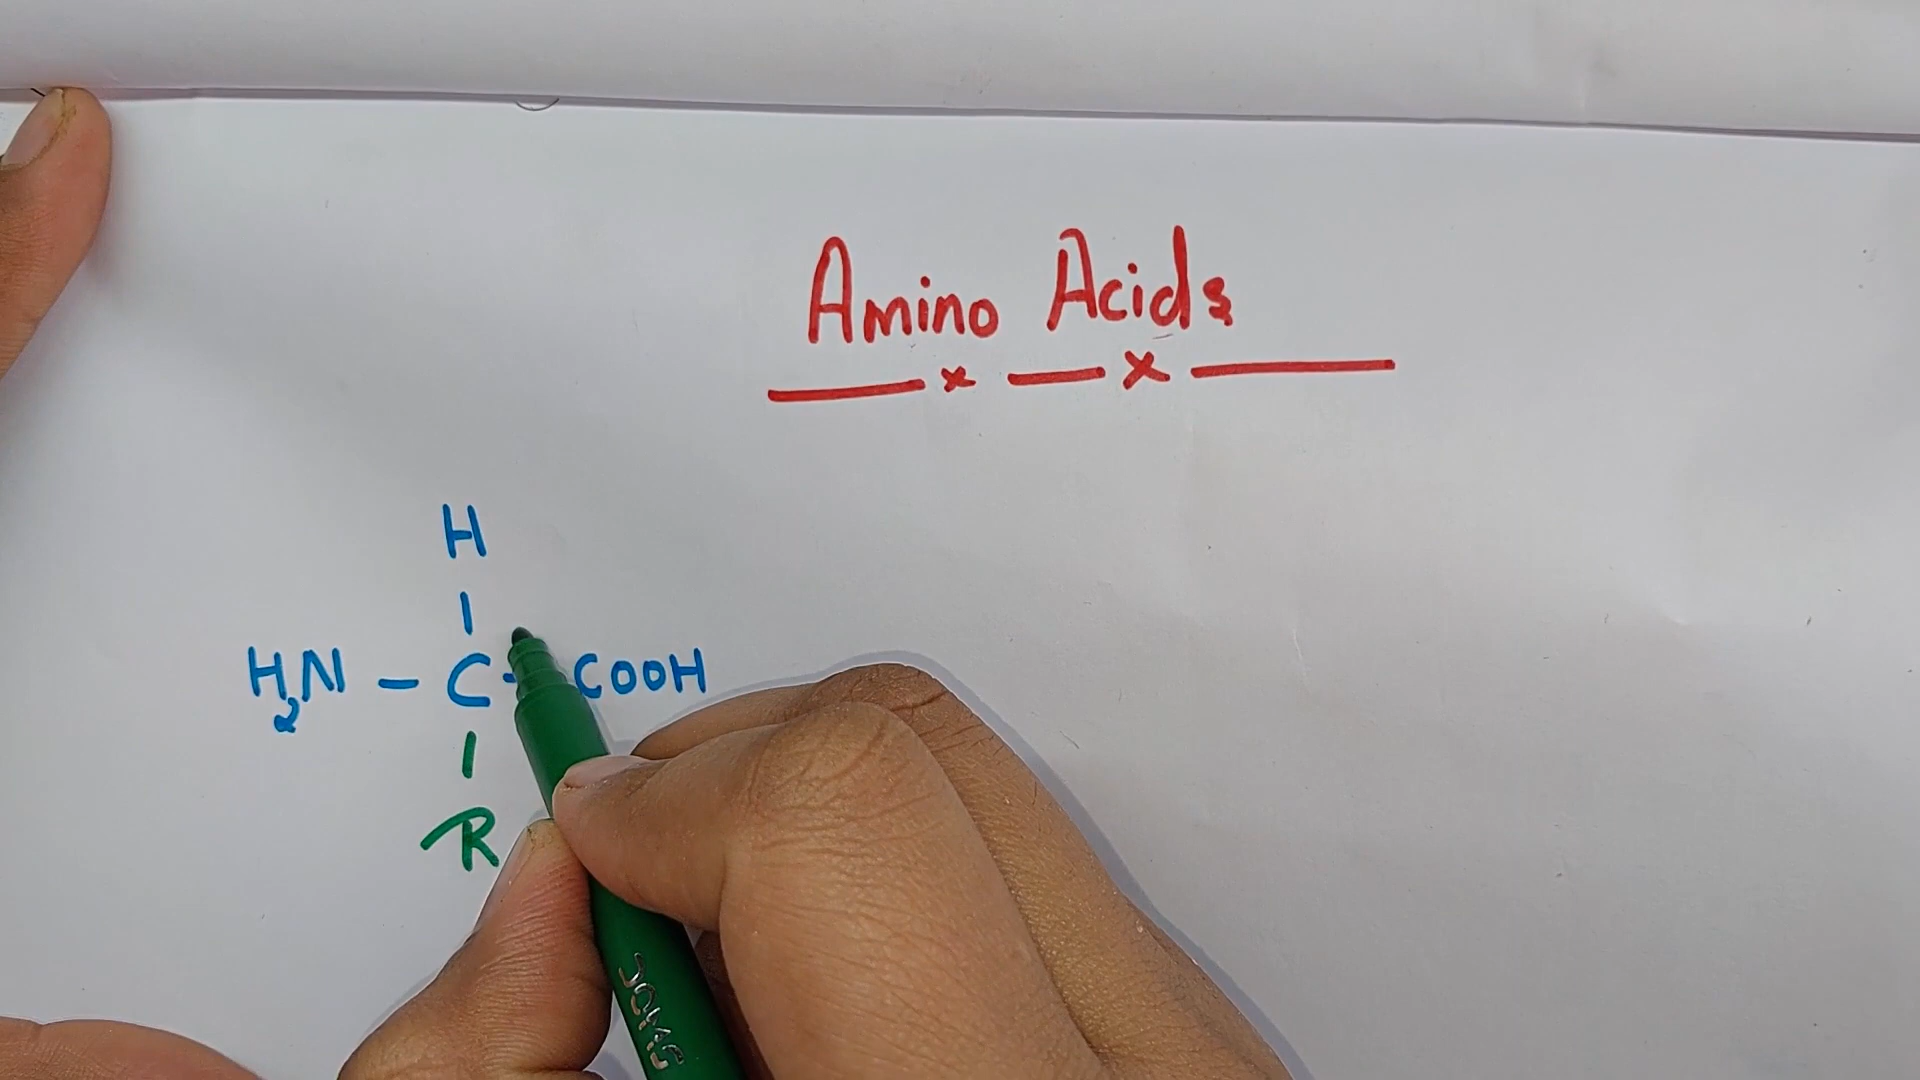 Amino Acids
H
H₂N - C - COOH
R